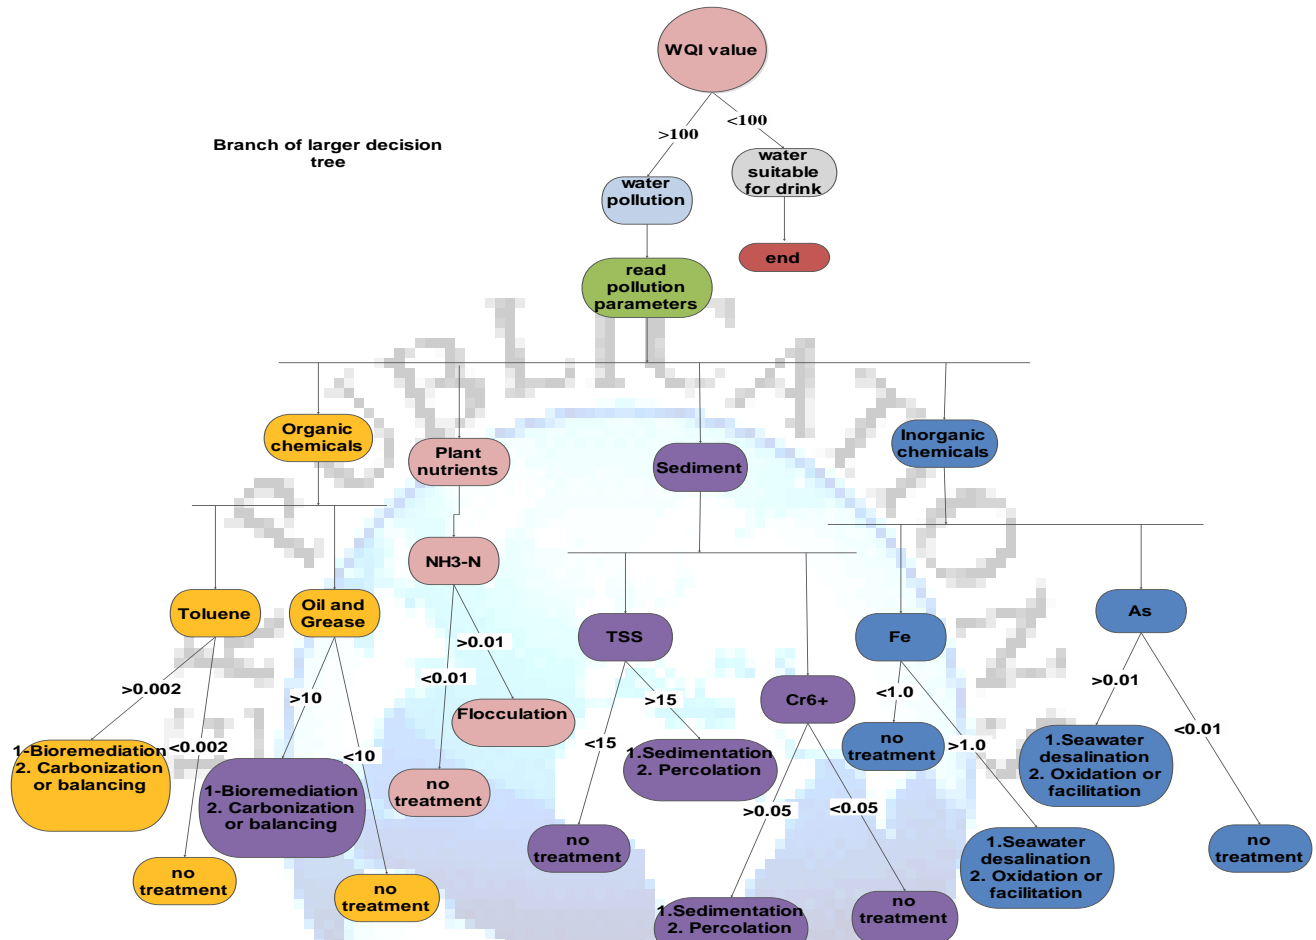 WQI value
>100
<100
Branch of larger decision
tree
water
pollution
water
suitable
for drink
end
read
pollution
parameters
Organic
chemicals
Plant
nutrients
Sediment
Inorganic
chemicals
Toluene
Oil and
Grease
NH3-N
TSS
Cr6+
Fe
As
>0.002
<0.002
>10
<10
<0.01
>0.01
<15
>15
>0.05
<0.05
<1.0
>1.0
>0.01
<0.01
1-Bioremediation
2. Carbonization
or balancing
no
treatment
1-Bioremediation
2. Carbonization
or balancing
no
treatment
no
treatment
Flocculation
no
treatment
1.Sedimentation
2. Percolation
1.Sedimentation
2. Percolation
no
treatment
no
treatment
1.Seawater
desalination
2. Oxidation or
facilitation
1.Seawater
desalination
2. Oxidation or
facilitation
no
treatment
PUBLICATION